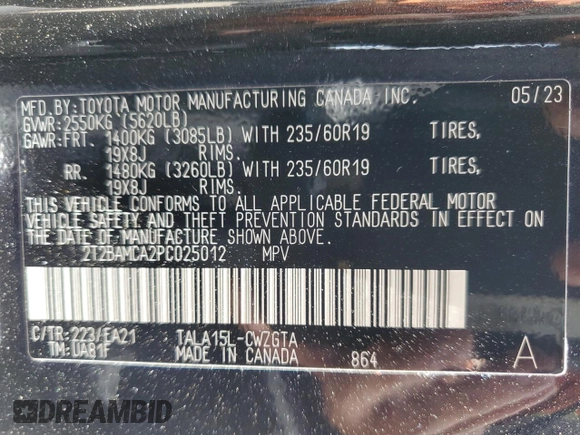 MFD.BY:TOYOTA MOTOR MANUFACTURING CANADA INC. 05/23
GVWR:2550KG (5620LB)
GAWR:FRT. 1400KG (3085LB) WITH 235/60R19 TIRES,
19X8J RIMS.
RR. 1480KG (3260LB) WITH 235/60R19 TIRES,
19X8J RIMS.
THIS VEHICLE CONFORMS TO ALL APPLICABLE FEDERAL MOTOR
VEHICLE SAFETY AND THEFT PREVENTION STANDARDS IN EFFECT ON
THE DATE OF MANUFACTURE SHOWN ABOVE.
2T2BAMCA2PC025012 MPV
C/TR:223/EA21 TALA15L-CWZGTA
TM:UA81F MADE IN CANADA 864 A
DREAMBID